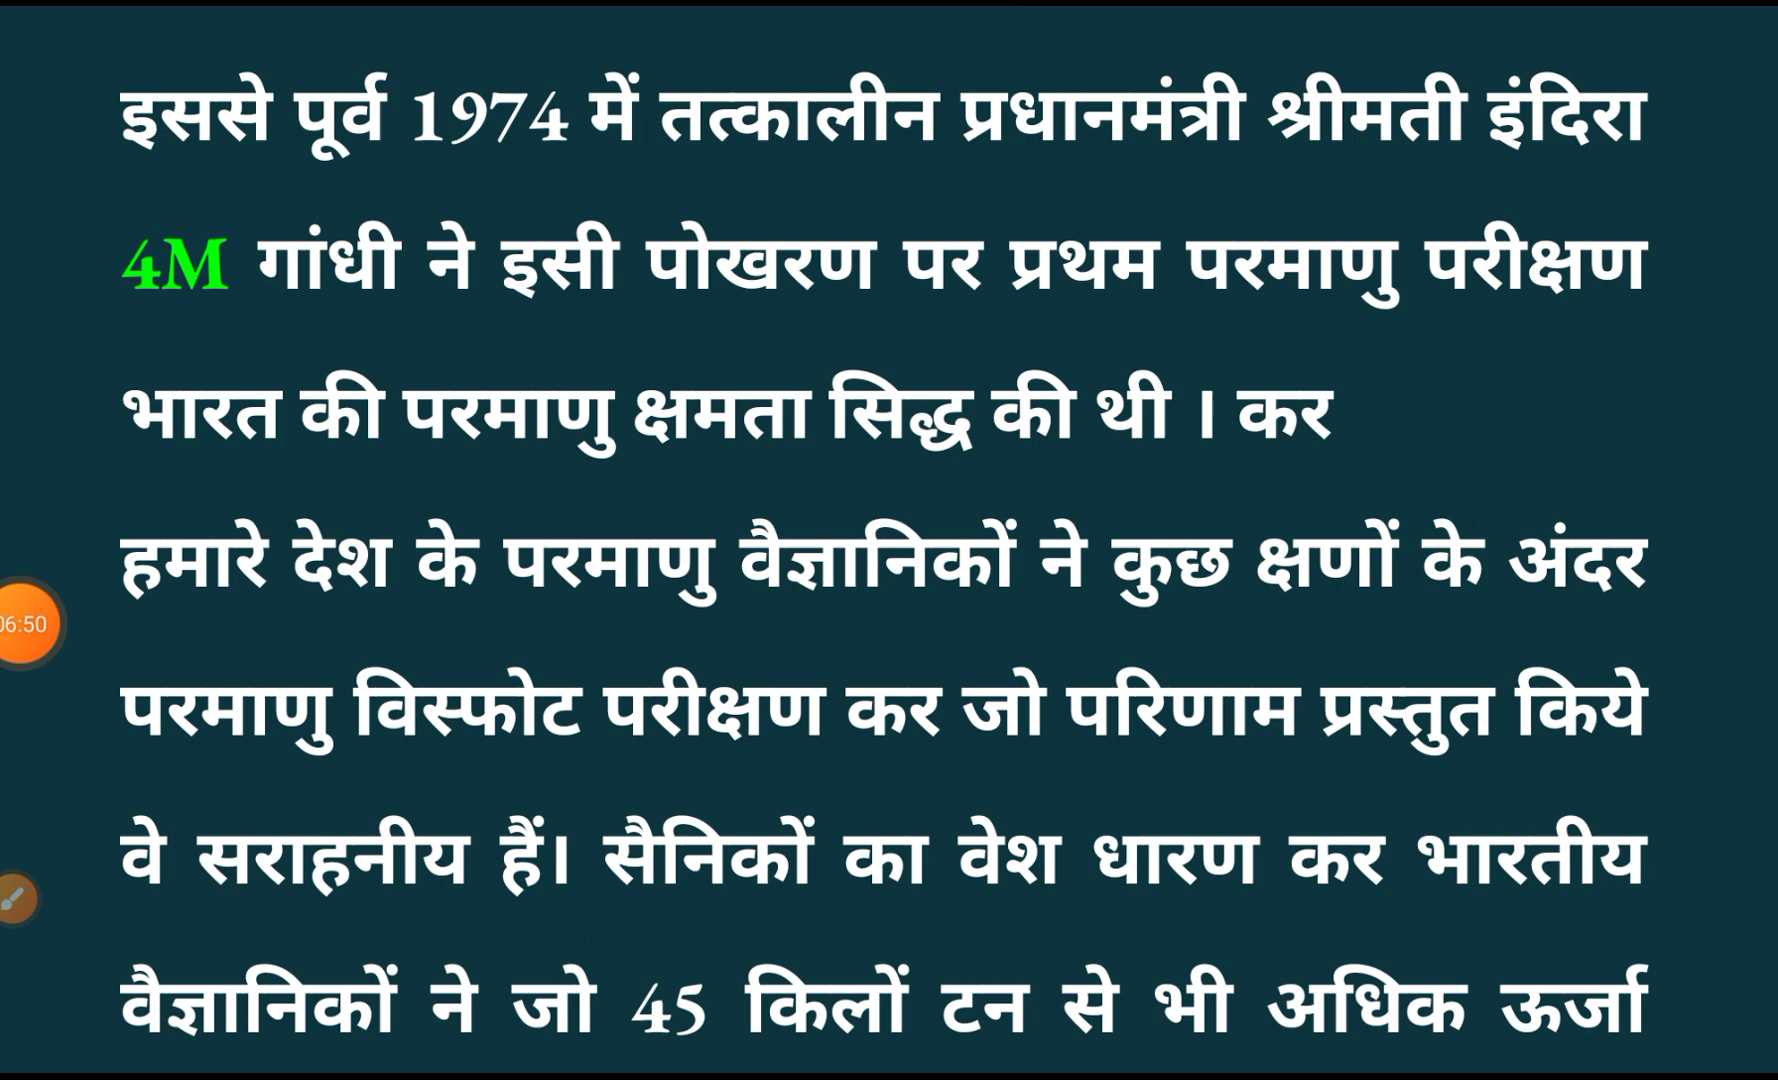 इससे पूर्व 1974 में तत्कालीन प्रधानमंत्री श्रीमती इंदिरा
4M गांधी ने इसी पोखरण पर प्रथम परमाणु परीक्षण
भारत की परमाणु क्षमता सिद्ध की थी । कर
हमारे देश के परमाणु वैज्ञानिकों ने कुछ क्षणों के अंदर
06:50
परमाणु विस्फोट परीक्षण कर जो परिणाम प्रस्तुत किये
वे सराहनीय हैं। सैनिकों का वेश धारण कर भारतीय
वैज्ञानिकों ने जो 45 किलों टन से भी अधिक ऊर्जा